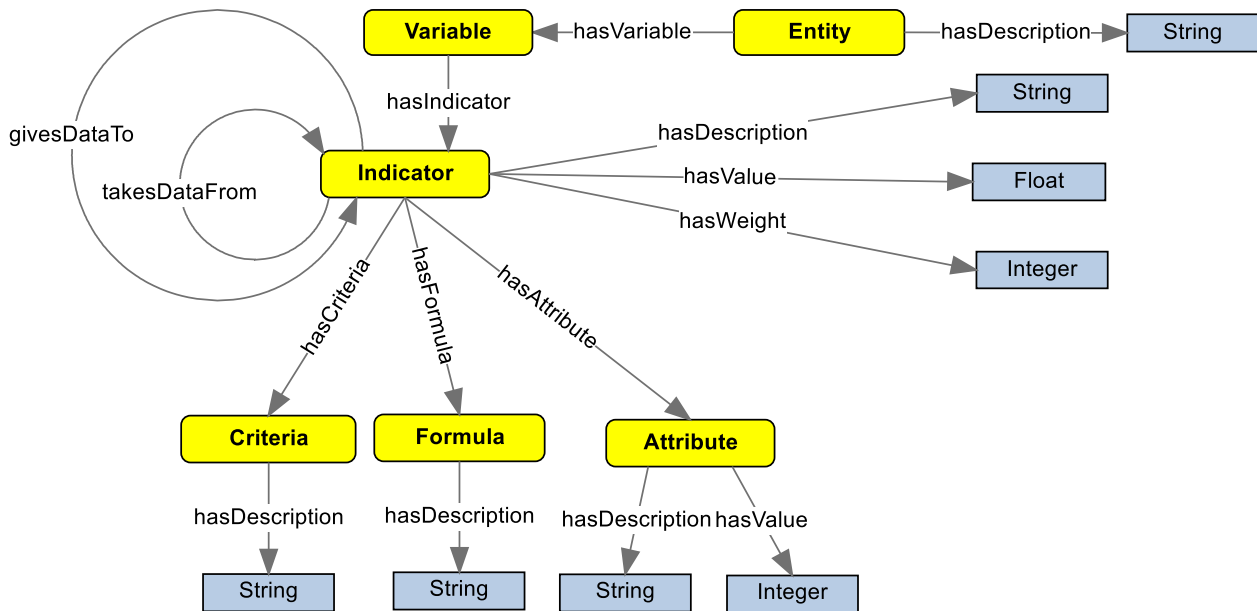 Variable
hasVariable
Entity
hasDescription
String
hasIndicator
String
givesDataTo
hasDescription
Indicator
hasValue
Float
takesDataFrom
hasWeight
Integer
hasCriteria
hasFormula
hasAttribute
Criteria
Formula
Attribute
hasDescription
hasDescription
hasDescription
hasValue
String
String
String
Integer